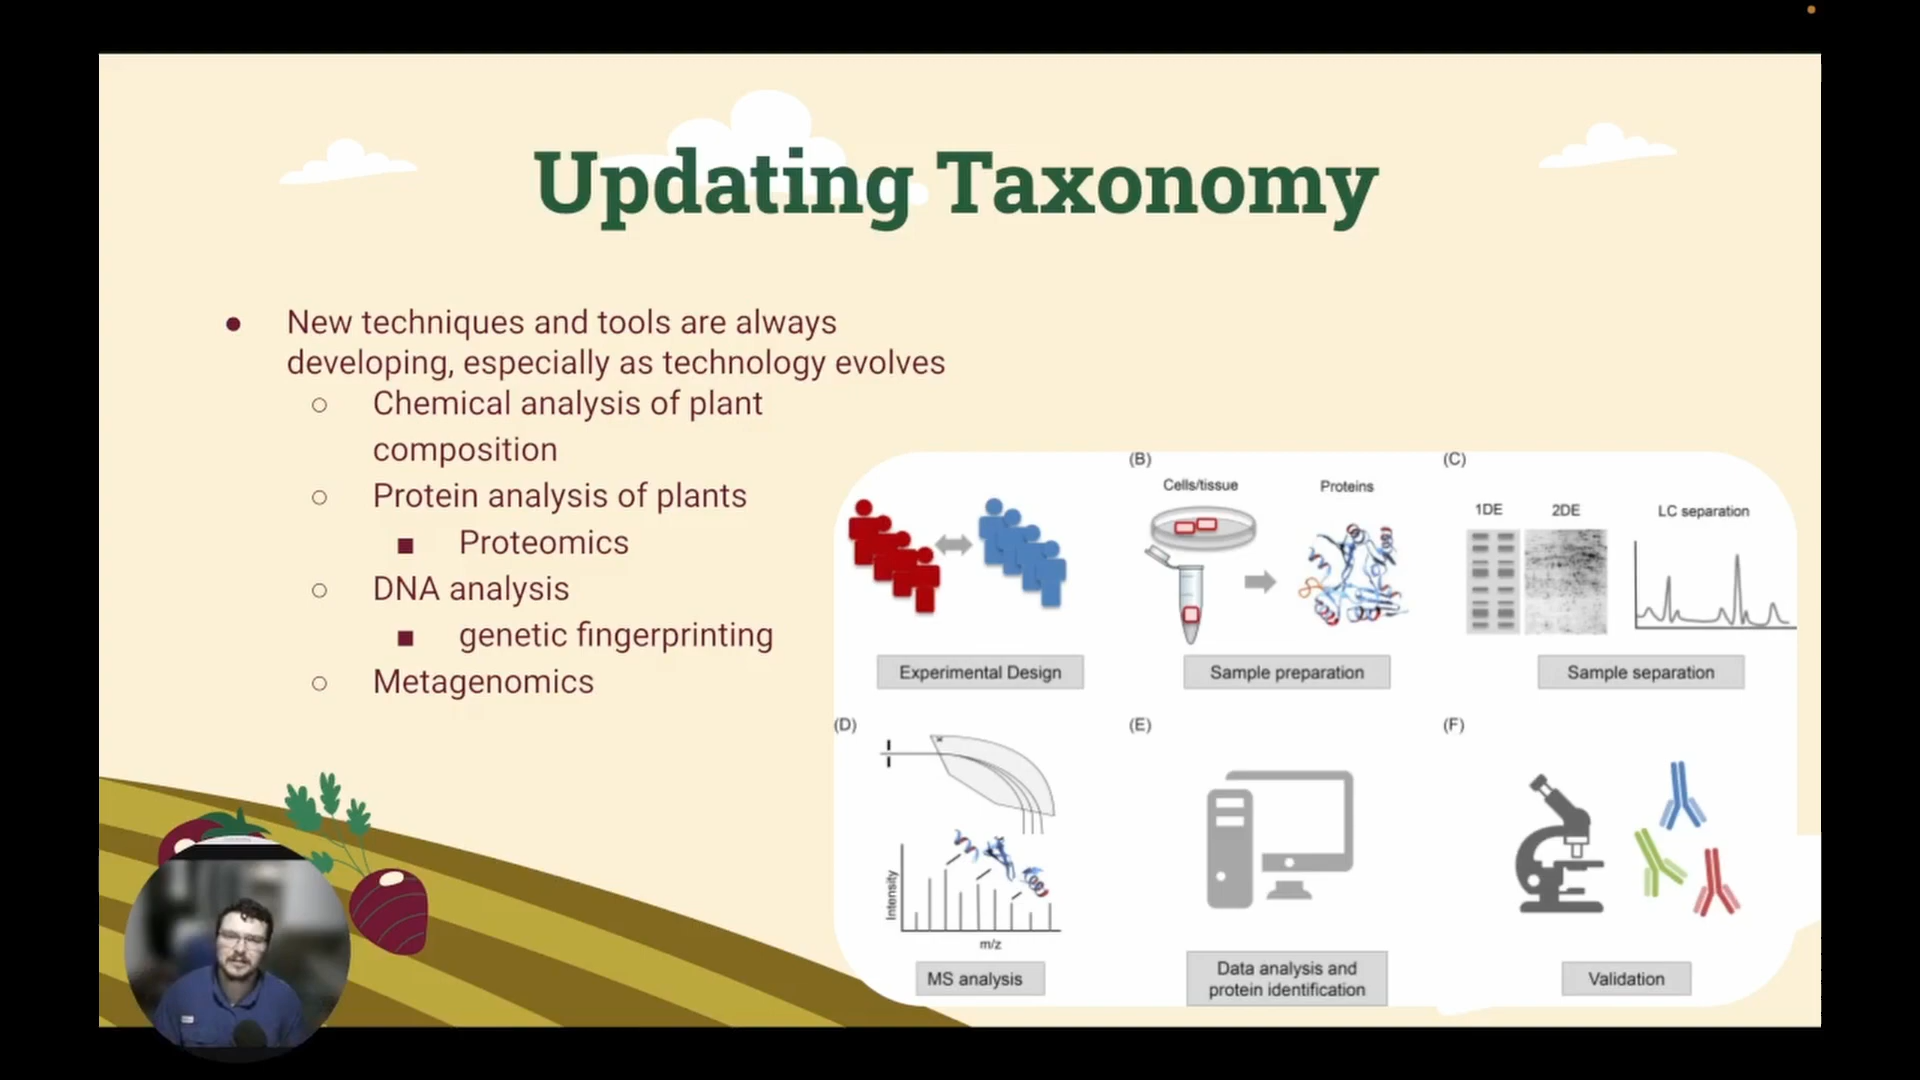 Updating Taxonomy
● New techniques and tools are always
developing, especially as technology evolves
○ Chemical analysis of plant
composition
○ Protein analysis of plants
■ Proteomics
○ DNA analysis
■ genetic fingerprinting
○ Metagenomics
Experimental Design
(B)
Cells/tissue
Proteins
Sample preparation
(C)
1DE
2DE
LC separation
Sample separation
(D)
Intensity
m/z
MS analysis
(E)
Data analysis and
protein identification
(F)
Validation